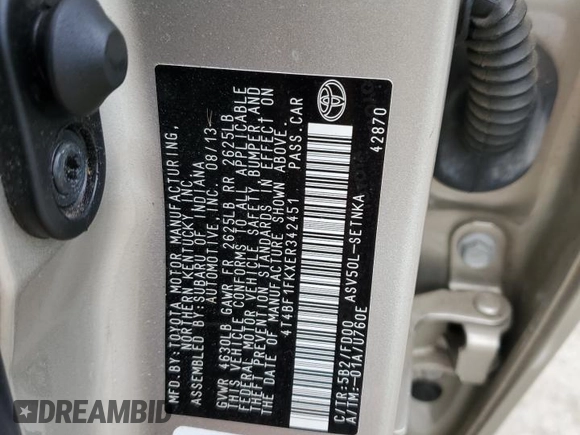 MFD.BY:TOYOTA MOTOR MANUFACTURING,
NORTHERN KENTUCKY INC.
ASSEMBLED BY:SUBARU OF INDIANA
AUTOMOTIVE, INC. 08/13
GVWR 4630LB GAWR FR 2625LB RR 2625LB
THIS VEHICLE CONFORMS TO ALL APPLICABLE
FEDERAL MOTOR VEHICLE SAFETY, BUMPER, AND
THEFT PREVENTION STANDARDS IN EFFECT ON
THE DATE OF MANUFACTURE SHOWN ABOVE.
4T4BF1FKXER342451 PASS.CAR
C/TR:5B2/FD00 ASV50L-SETNKA
A/TM:-01A/U760E 42870
RAPID CARFAX